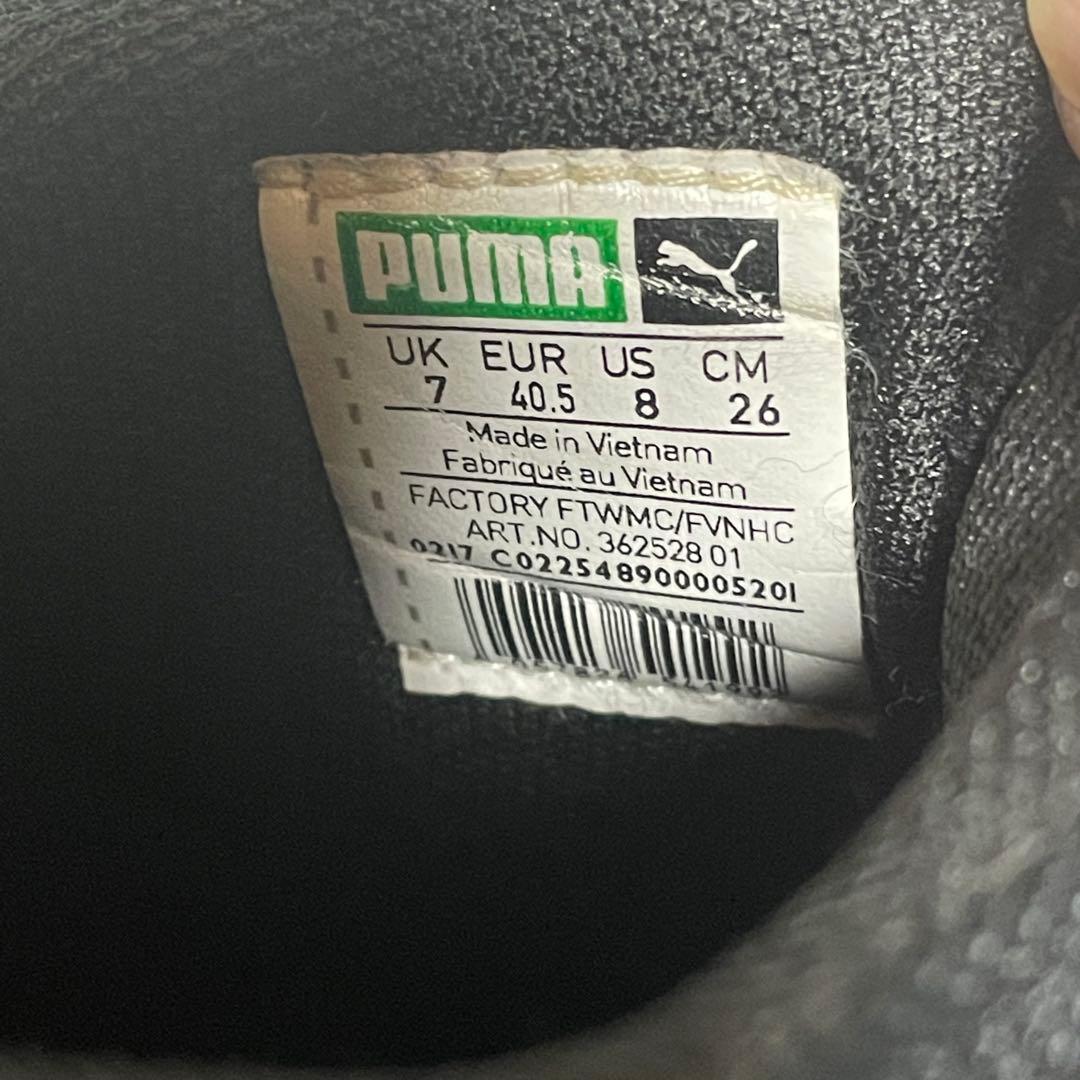 PUMA
UK EUR US CM
7 40.5 8 26
Made in Vietnam
Fabriqué au Vietnam
FACTORY FTWMC/FVNHC
ART.NO. 362528 01
0217 C022548900005201